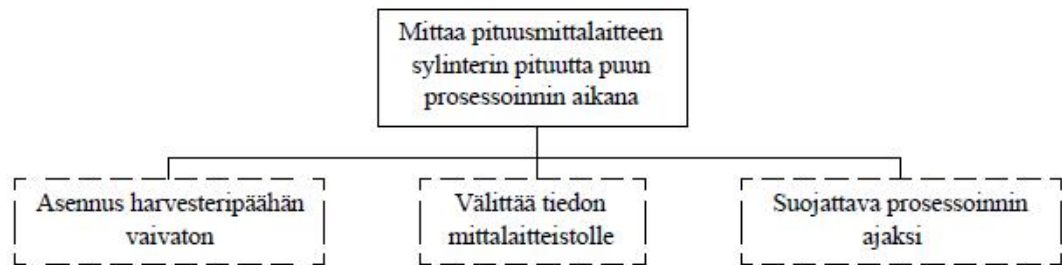 Mittaa pituusmittalaitteen
sylinterin pituutta puun
prosessoinnin aikana
Asennus harvesteripäähän
vaivaton
Välittää tiedon
mittalaitteistolle
Suojattava prosessoinnin
ajaksi